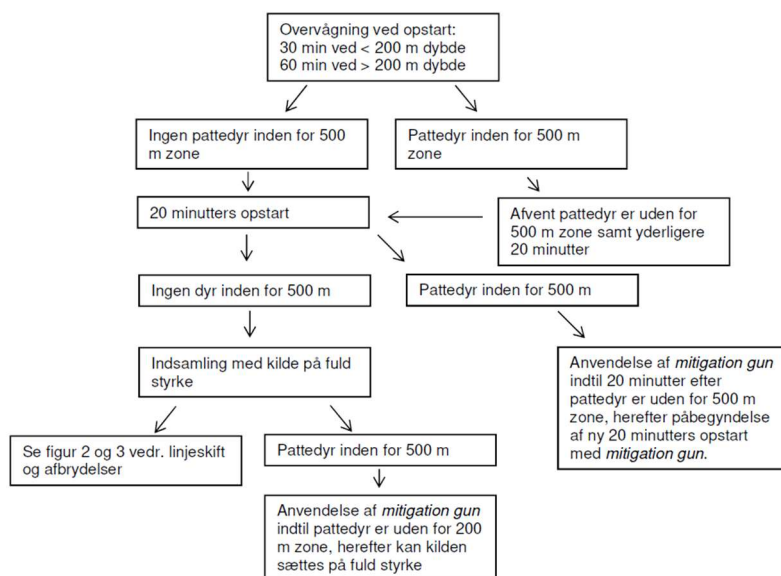 Overvågning ved opstart:
30 min ved < 200 m dybde
60 min ved > 200 m dybde
Ingen pattedyr inden for 500
m zone
Pattedyr inden for 500 m
zone
20 minutters opstart
Afvent pattedyr er uden for
500 m zone samt yderligere
20 minutter
Ingen dyr inden for 500 m
Pattedyr inden for 500 m
Indsamling med kilde på fuld
styrke
Anvendelse af mitigation gun
indtil 20 minutter efter
pattedyr er uden for 500 m
zone, herefter påbegyndelse
af ny 20 minutters opstart
med mitigation gun.
Se figur 2 og 3 vedr. linjeskift
og afbrydelser
Pattedyr inden for 500 m
Anvendelse af mitigation gun
indtil pattedyr er uden for 200
m zone, herefter kan kilden
sættes på fuld styrke